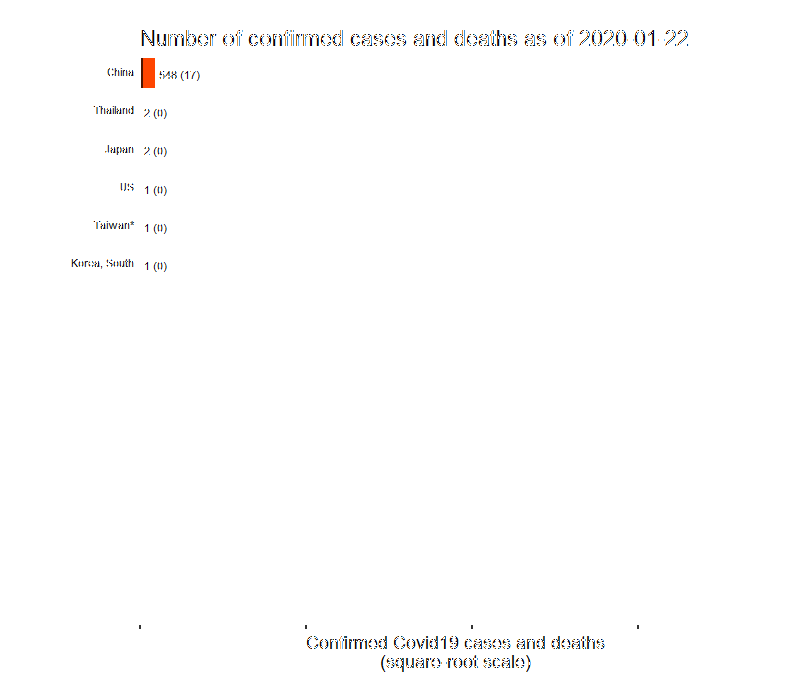 Number of confirmed cases and deaths as of 2020-01-22
China 548 (17)
Thailand 2 (0)
Japan 2 (0)
US 1 (0)
Taiwan* 1 (0)
Korea, South 1 (0)
Confirmed Covid19 cases and deaths
(square-root scale)